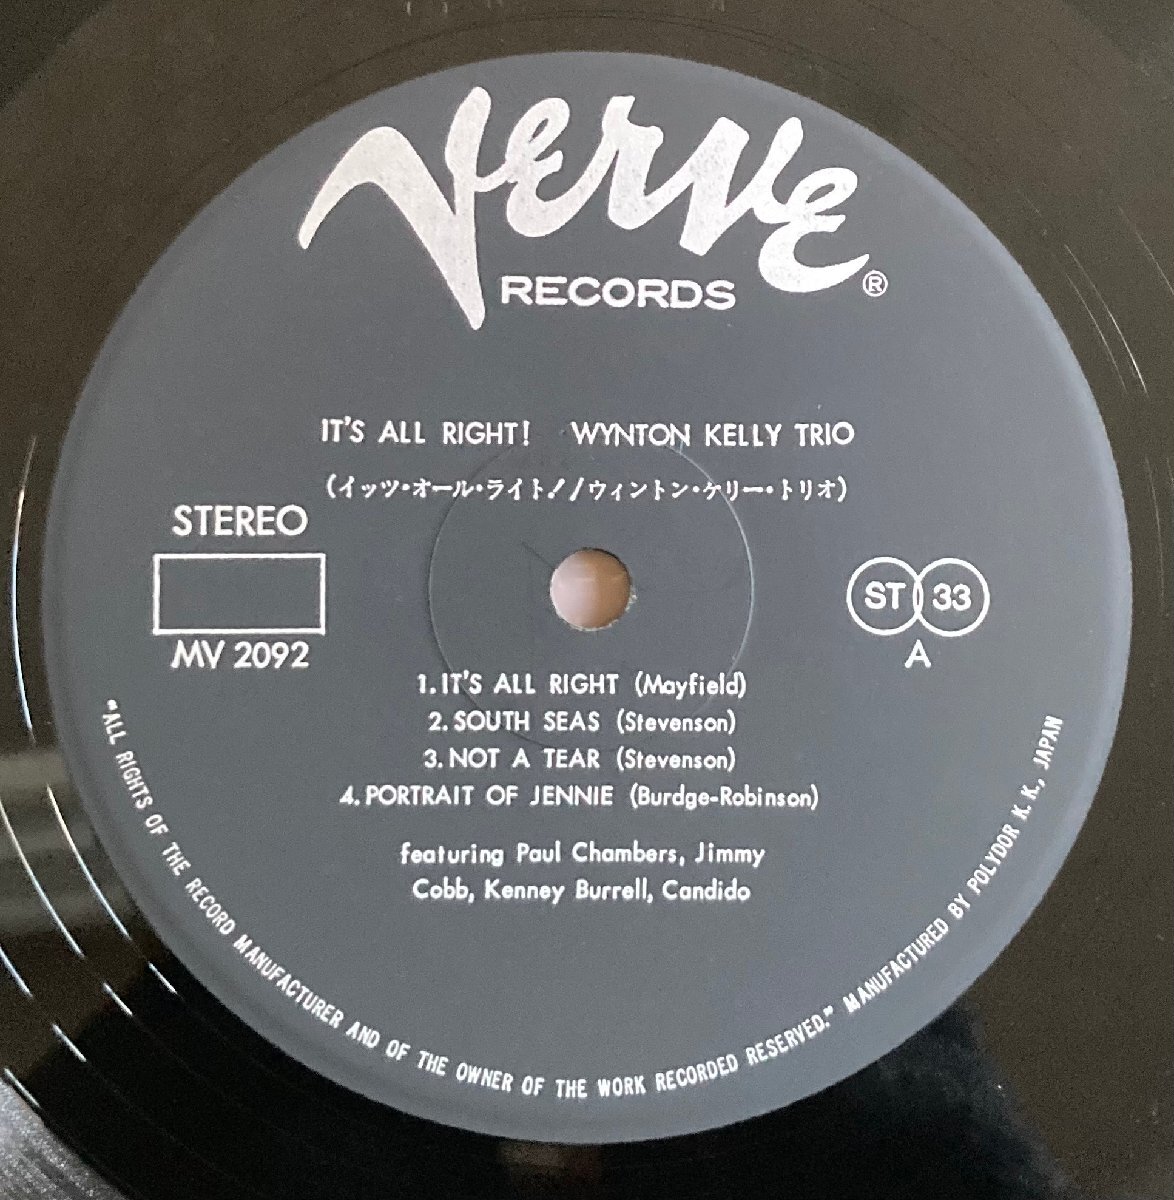 Verve
RECORDS ®
IT'S ALL RIGHT! WYNTON KELLY TRIO
(イッツ・オール・ライト!/ウィントン・ケリー・トリオ)
STEREO
MV 2092
ST 33
A
1. IT'S ALL RIGHT (Mayfield)
2. SOUTH SEAS (Stevenson)
3. NOT A TEAR (Stevenson)
4. PORTRAIT OF JENNIE (Burdge-Robinson)
featuring Paul Chambers, Jimmy
Cobb, Kenney Burrell, Candido
"ALL RIGHTS OF THE RECORD MANUFACTURER AND OF THE OWNER OF THE WORK RECORDED RESERVED." MANUFACTURED BY POLYDOR K. K., JAPAN